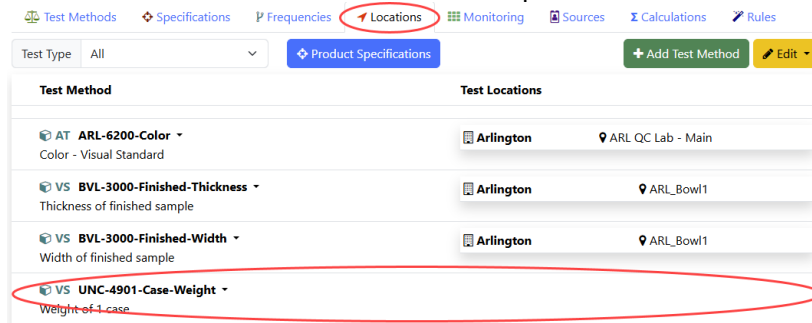 Test Methods Specifications Frequencies Locations Monitoring Sources Σ Calculations Rules
Test Type All Product Specifications + Add Test Method Edit
Test Method Test Locations
AT ARL-6200-Color Arlington ARL QC Lab - Main
Color - Visual Standard
VS BVL-3000-Finished-Thickness Arlington ARL_Bowl1
Thickness of finished sample
VS BVL-3000-Finished-Width Arlington ARL_Bowl1
Width of finished sample
VS UNC-4901-Case-Weight
Weight of 1 case